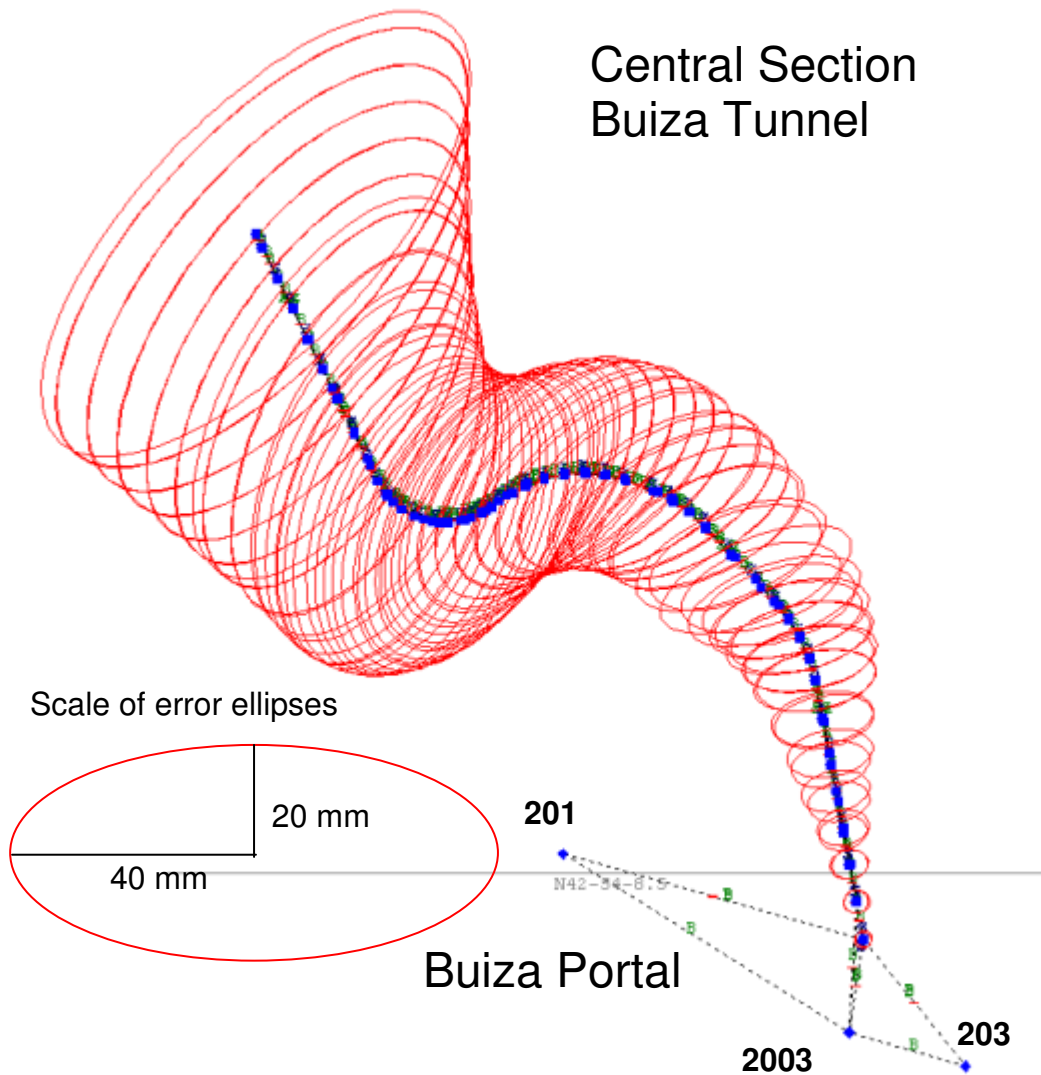 Central Section
Buiza Tunnel
Scale of error ellipses
20 mm
40 mm
201
B
B
Buiza Portal
B
B
203
2003